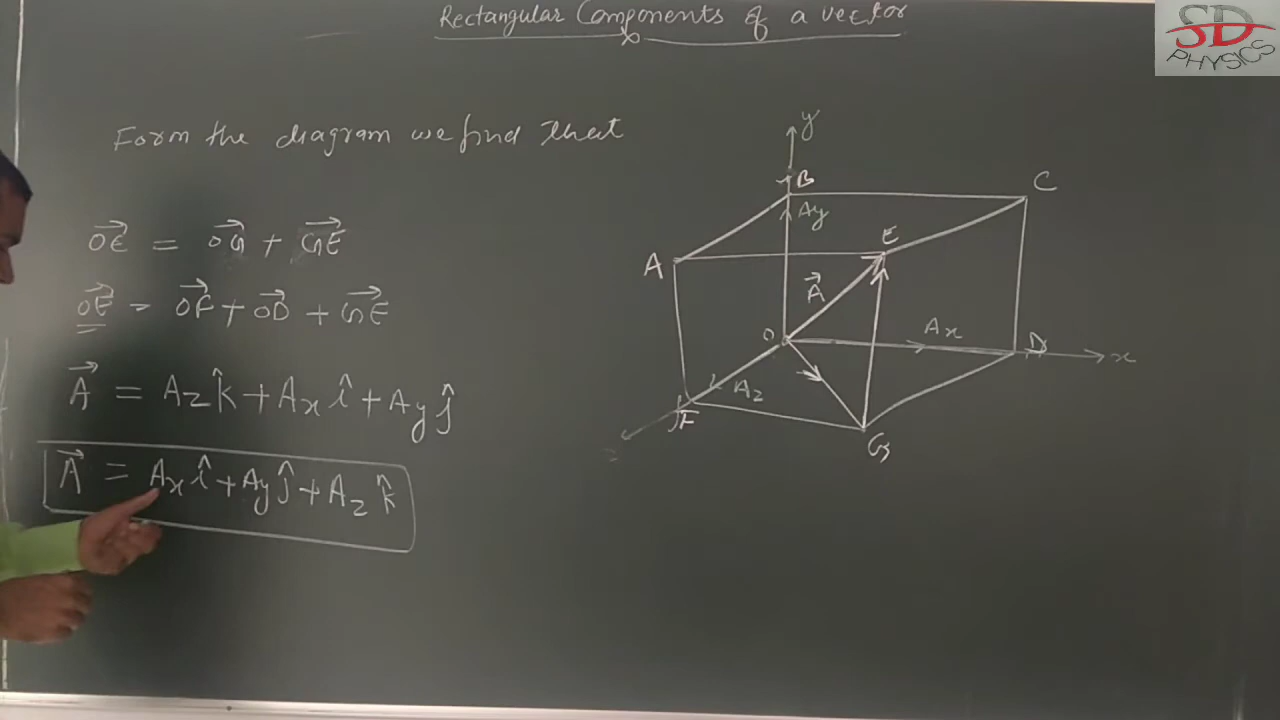 Rectangular Components of a vector
SD
PHYSICS
Form the diagram we find that
OE⃗ = OG⃗ + GE⃗
OE⃗ = OF⃗ + OD⃗ + GE⃗
A⃗ = Az k̂ + Ax î + Ay ĵ
A⃗ = Ax î + Ay ĵ + Az k̂
y
B
C
Ay
A
E
A⃗
O
Ax
D
x
Az
F
G